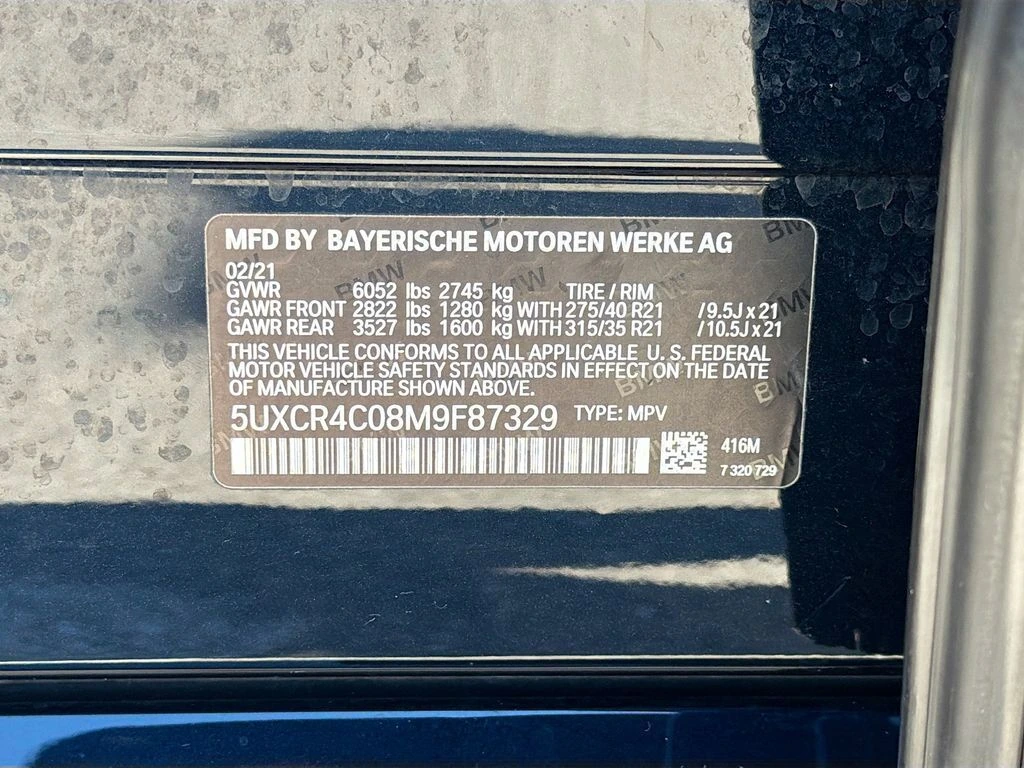 MFD BY BAYERISCHE MOTOREN WERKE AG
02/21
GVWR 6052 lbs 2745 kg TIRE / RIM
GAWR FRONT 2822 lbs 1280 kg WITH 275/40 R21 / 9.5J x 21
GAWR REAR 3527 lbs 1600 kg WITH 315/35 R21 / 10.5J x 21
THIS VEHICLE CONFORMS TO ALL APPLICABLE U. S. FEDERAL
MOTOR VEHICLE SAFETY STANDARDS IN EFFECT ON THE DATE
OF MANUFACTURE SHOWN ABOVE.
5UXCR4C08M9F87329 TYPE: MPV
416M
7 320 729